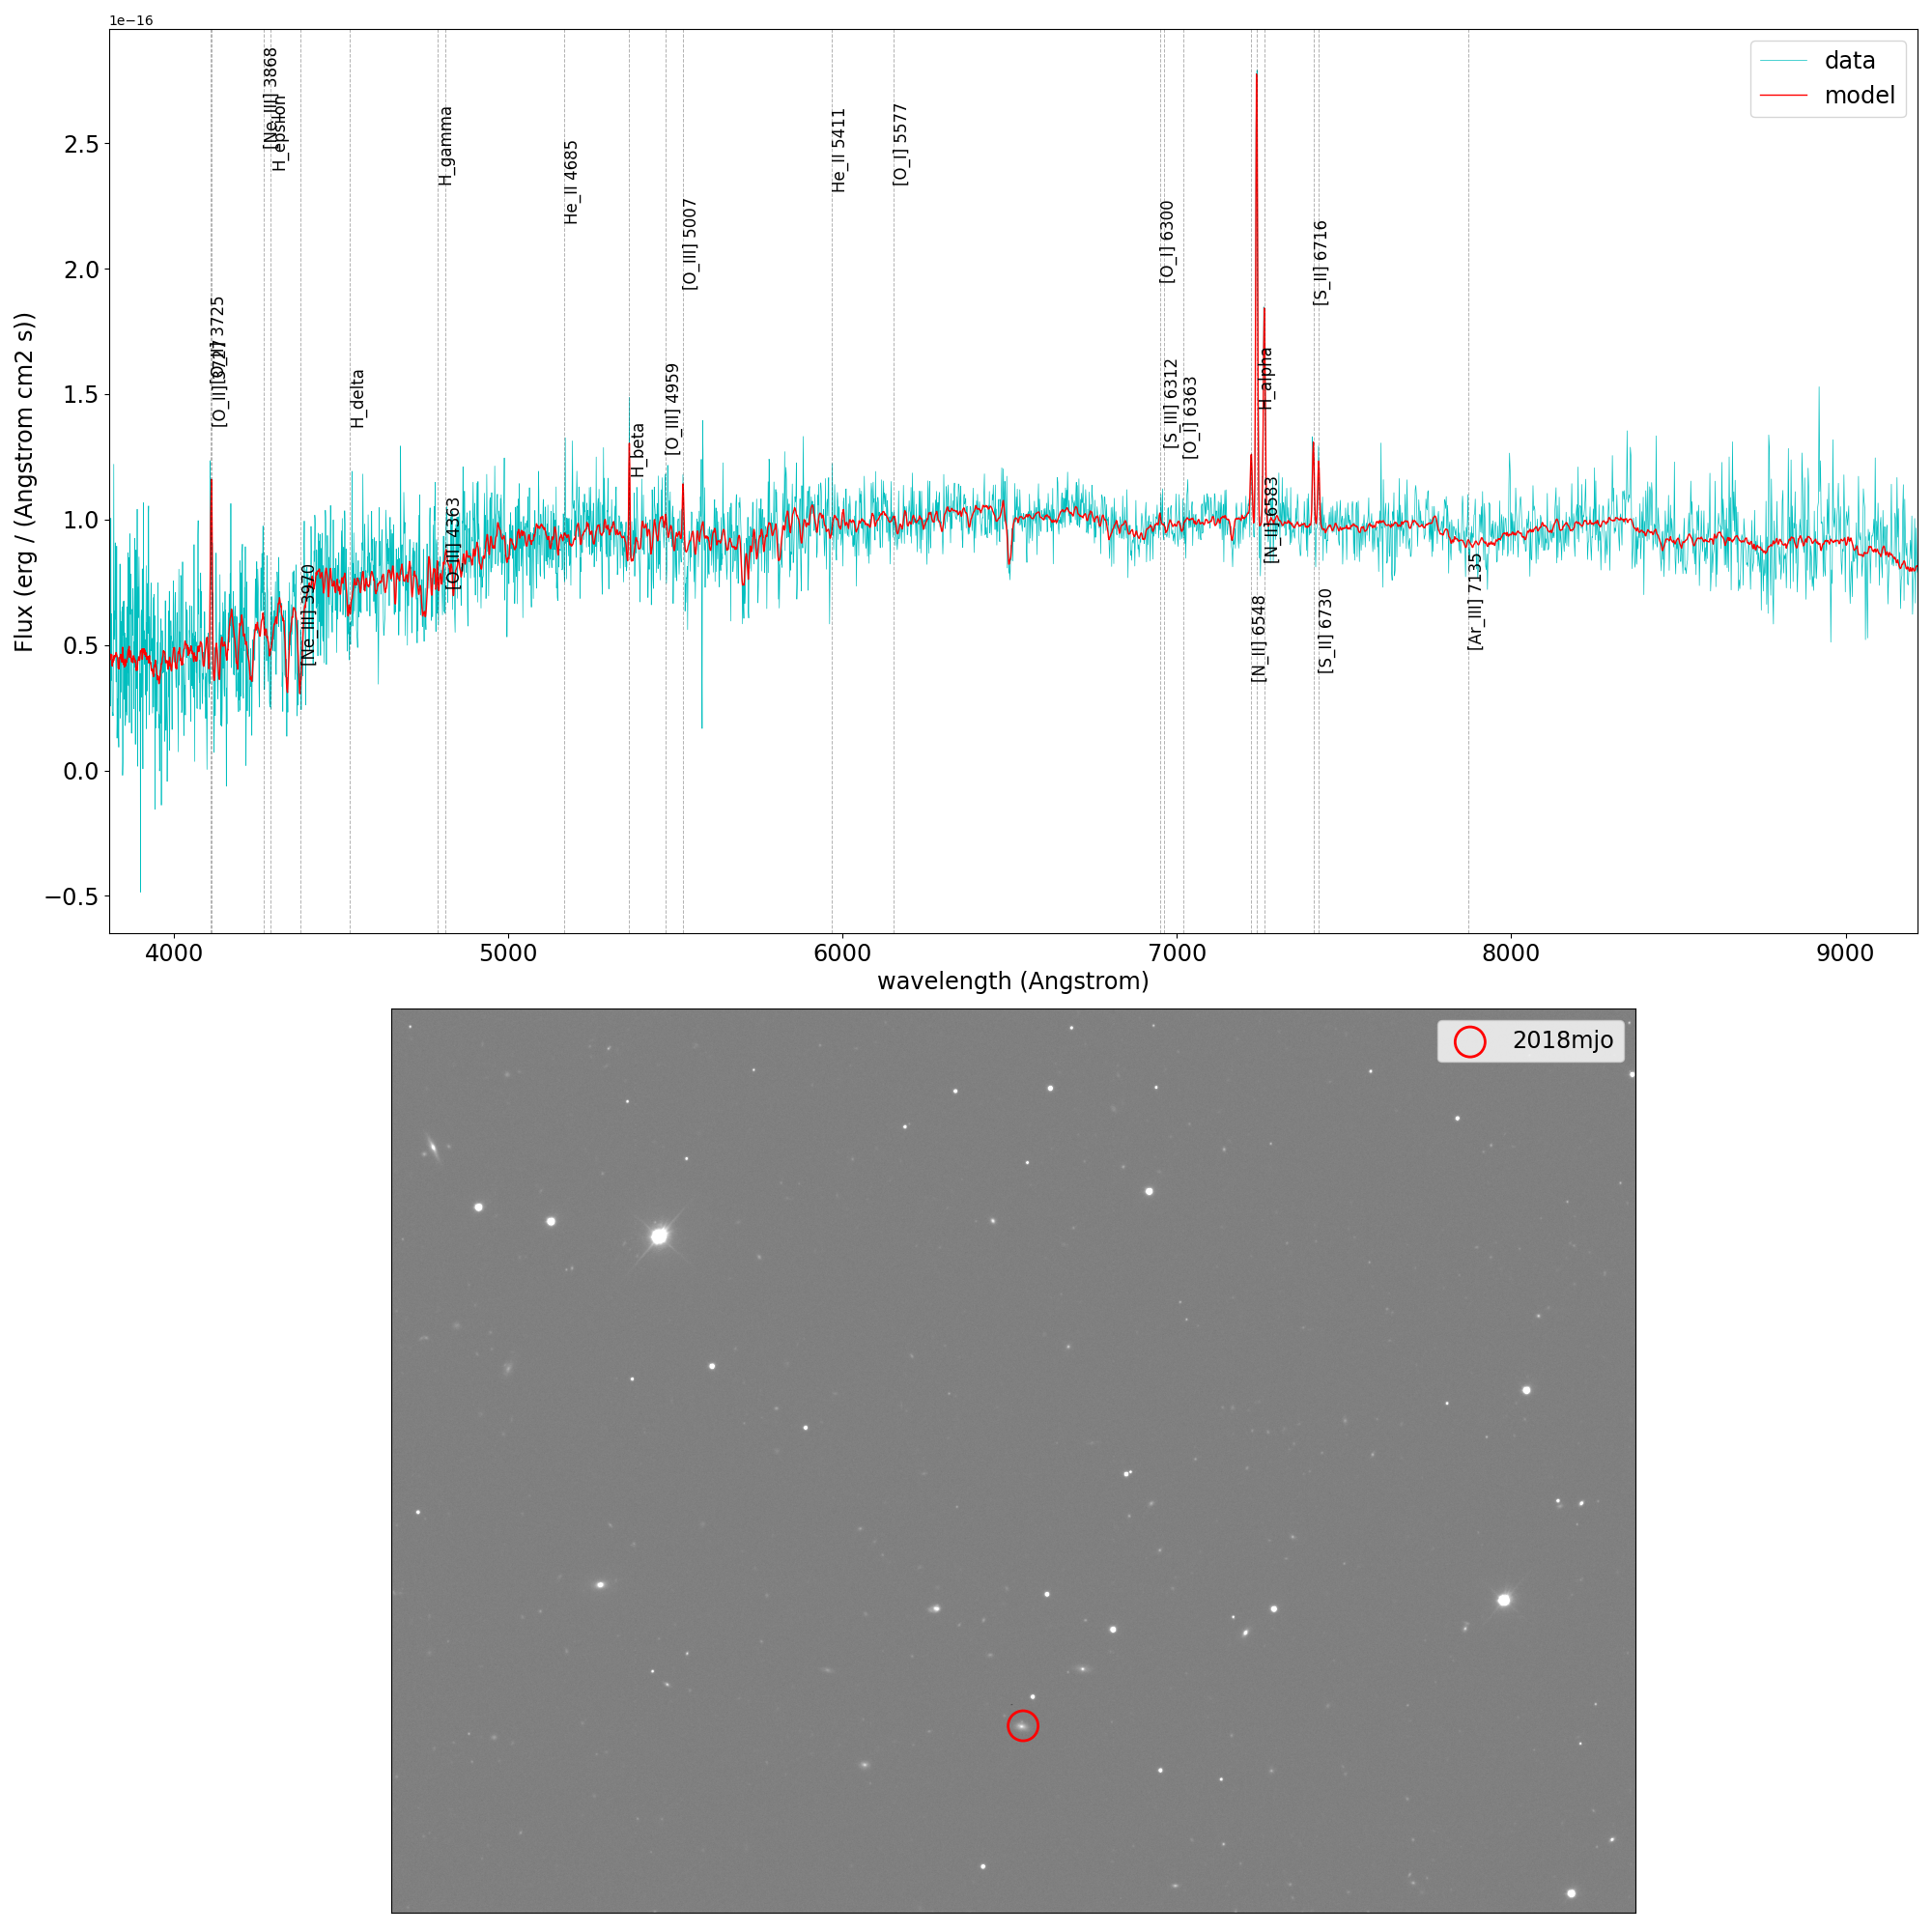 1e−16
data
model
[Ne_III] 3868
H_epsilon
H_gamma
He_II 4685
He_II 5411
[O_I] 5577
[O_III] 5007
[O_I] 6300
[S_II] 6716
[O_II] 3725
[O_II] 3727
H_delta
H_beta
[O_III] 4959
[S_III] 6312
[O_I] 6363
H_alpha
[Ne_III] 3970
[O_III] 4363
[N_II] 6583
[N_II] 6548
[S_II] 6730
[Ar_III] 7135
2.5
2.0
1.5
1.0
0.5
0.0
−0.5
Flux (erg / (Angstrom cm2 s))
4000 5000 6000 7000 8000 9000
wavelength (Angstrom)
2018mjo